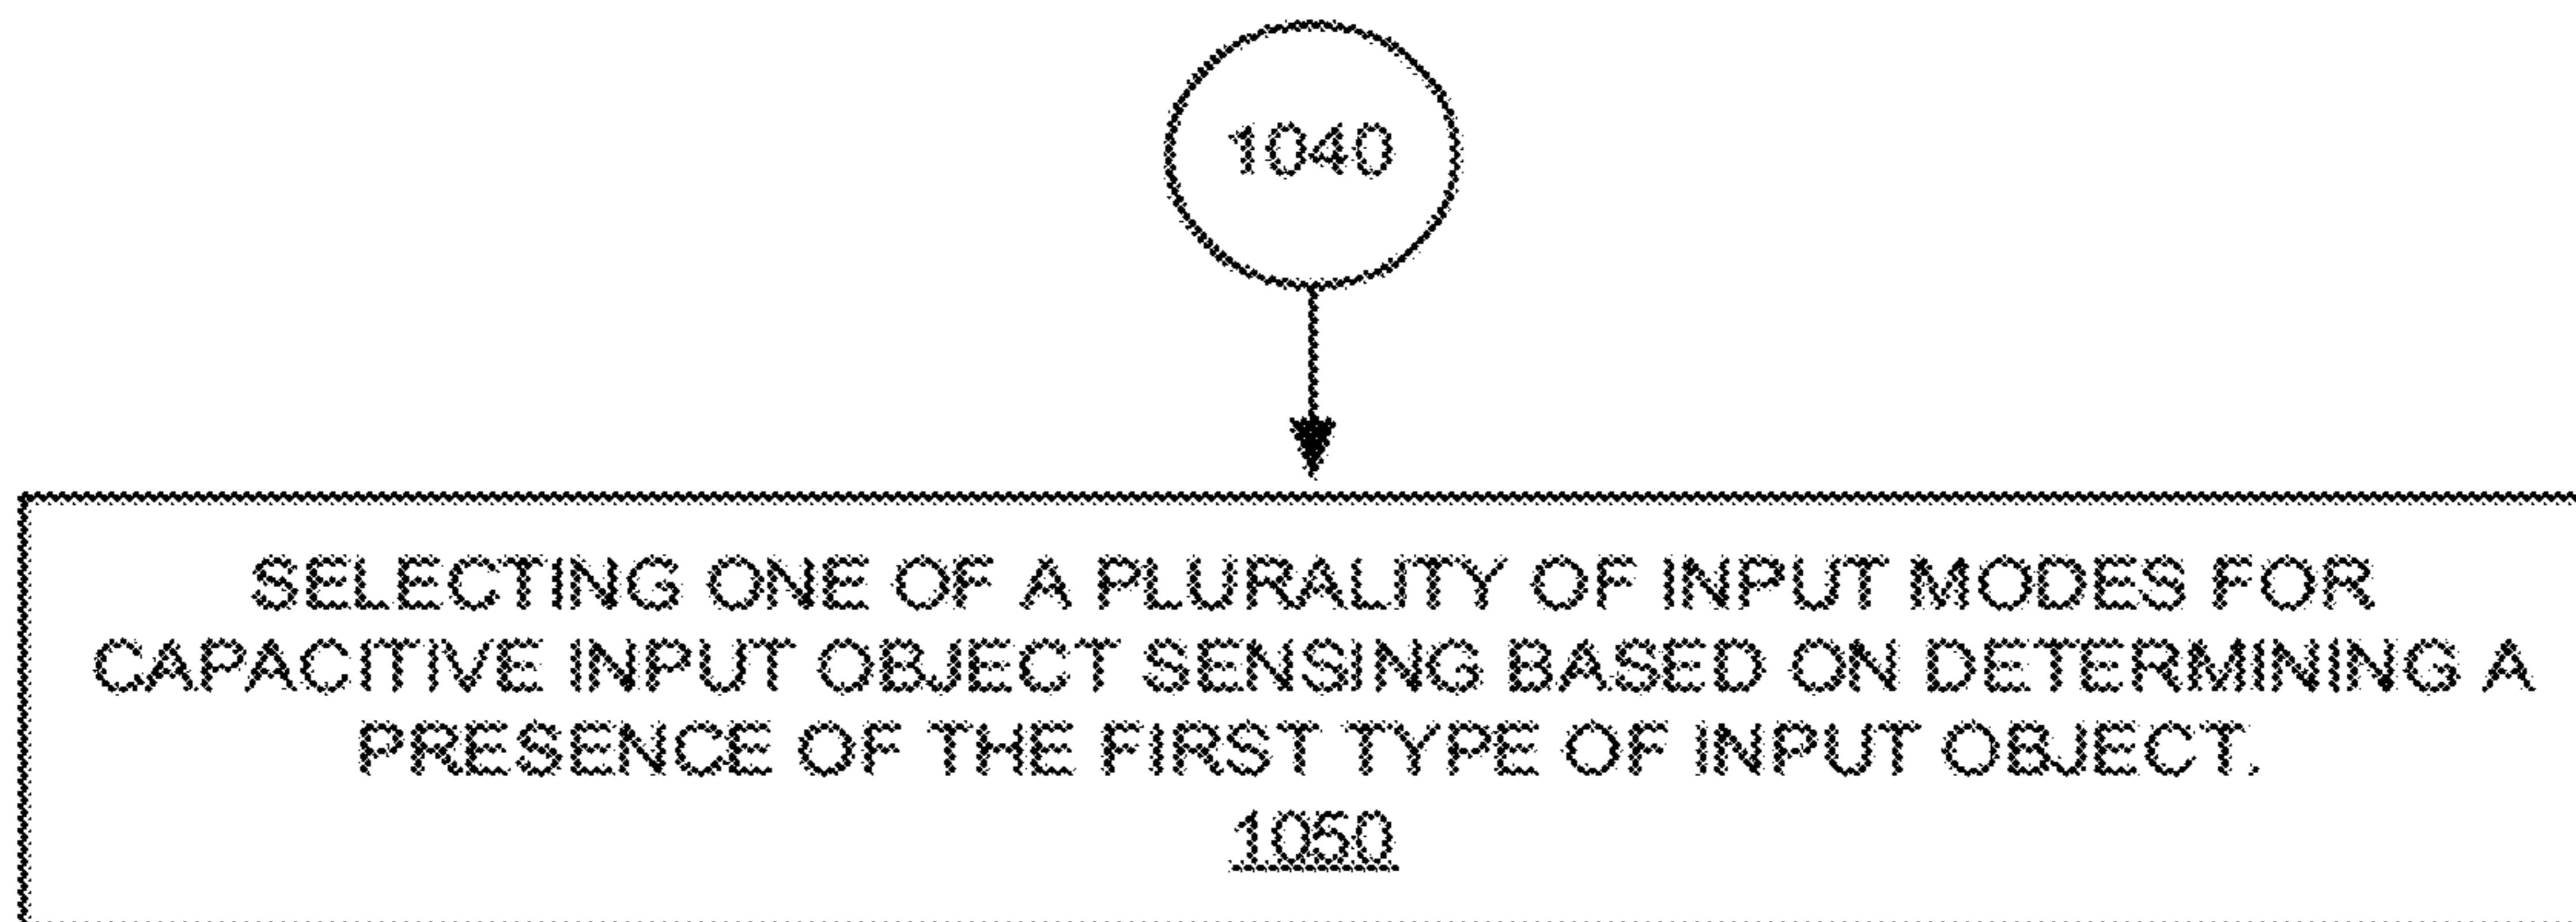 1040
SELECTING ONE OF A PLURALITY OF INPUT MODES FOR
CAPACITIVE INPUT OBJECT SENSING BASED ON DETERMINING A
PRESENCE OF THE FIRST TYPE OF INPUT OBJECT.
1050